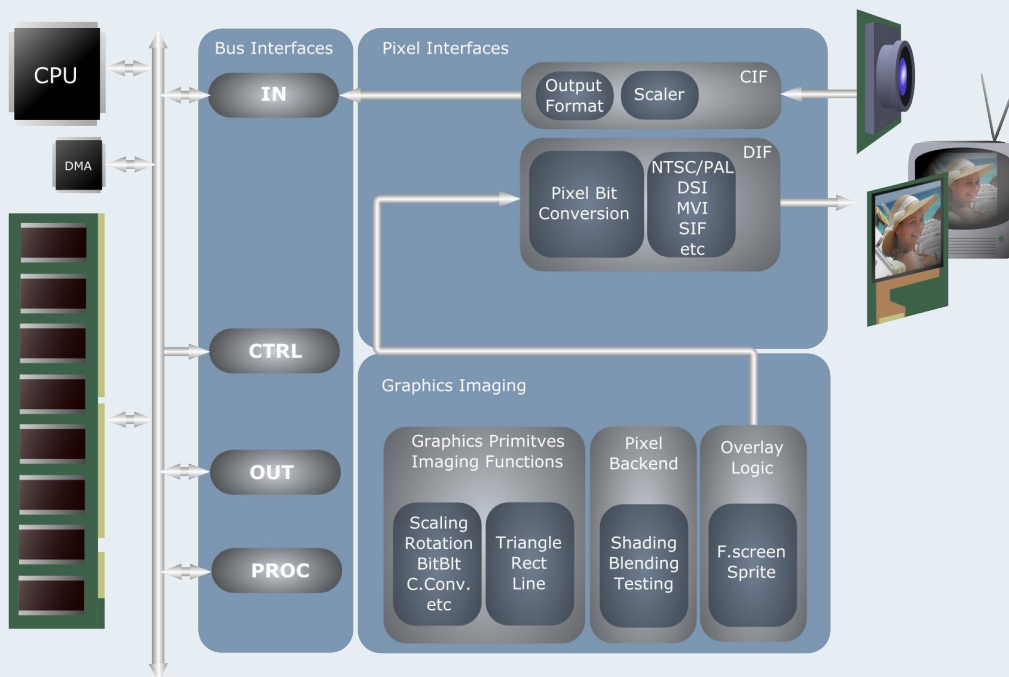 CPU
DMA
Bus Interfaces
IN
CTRL
OUT
PROC
Pixel Interfaces
CIF
Output
Format
Scaler
DIF
Pixel Bit
Conversion
NTSC/PAL
DSI
MVI
SIF
etc
Graphics Imaging
Graphics Primitves
Imaging Functions
Scaling
Rotation
BitBlt
C.Conv.
etc
Triangle
Rect
Line
Pixel
Backend
Shading
Blending
Testing
Overlay
Logic
F.screen
Sprite